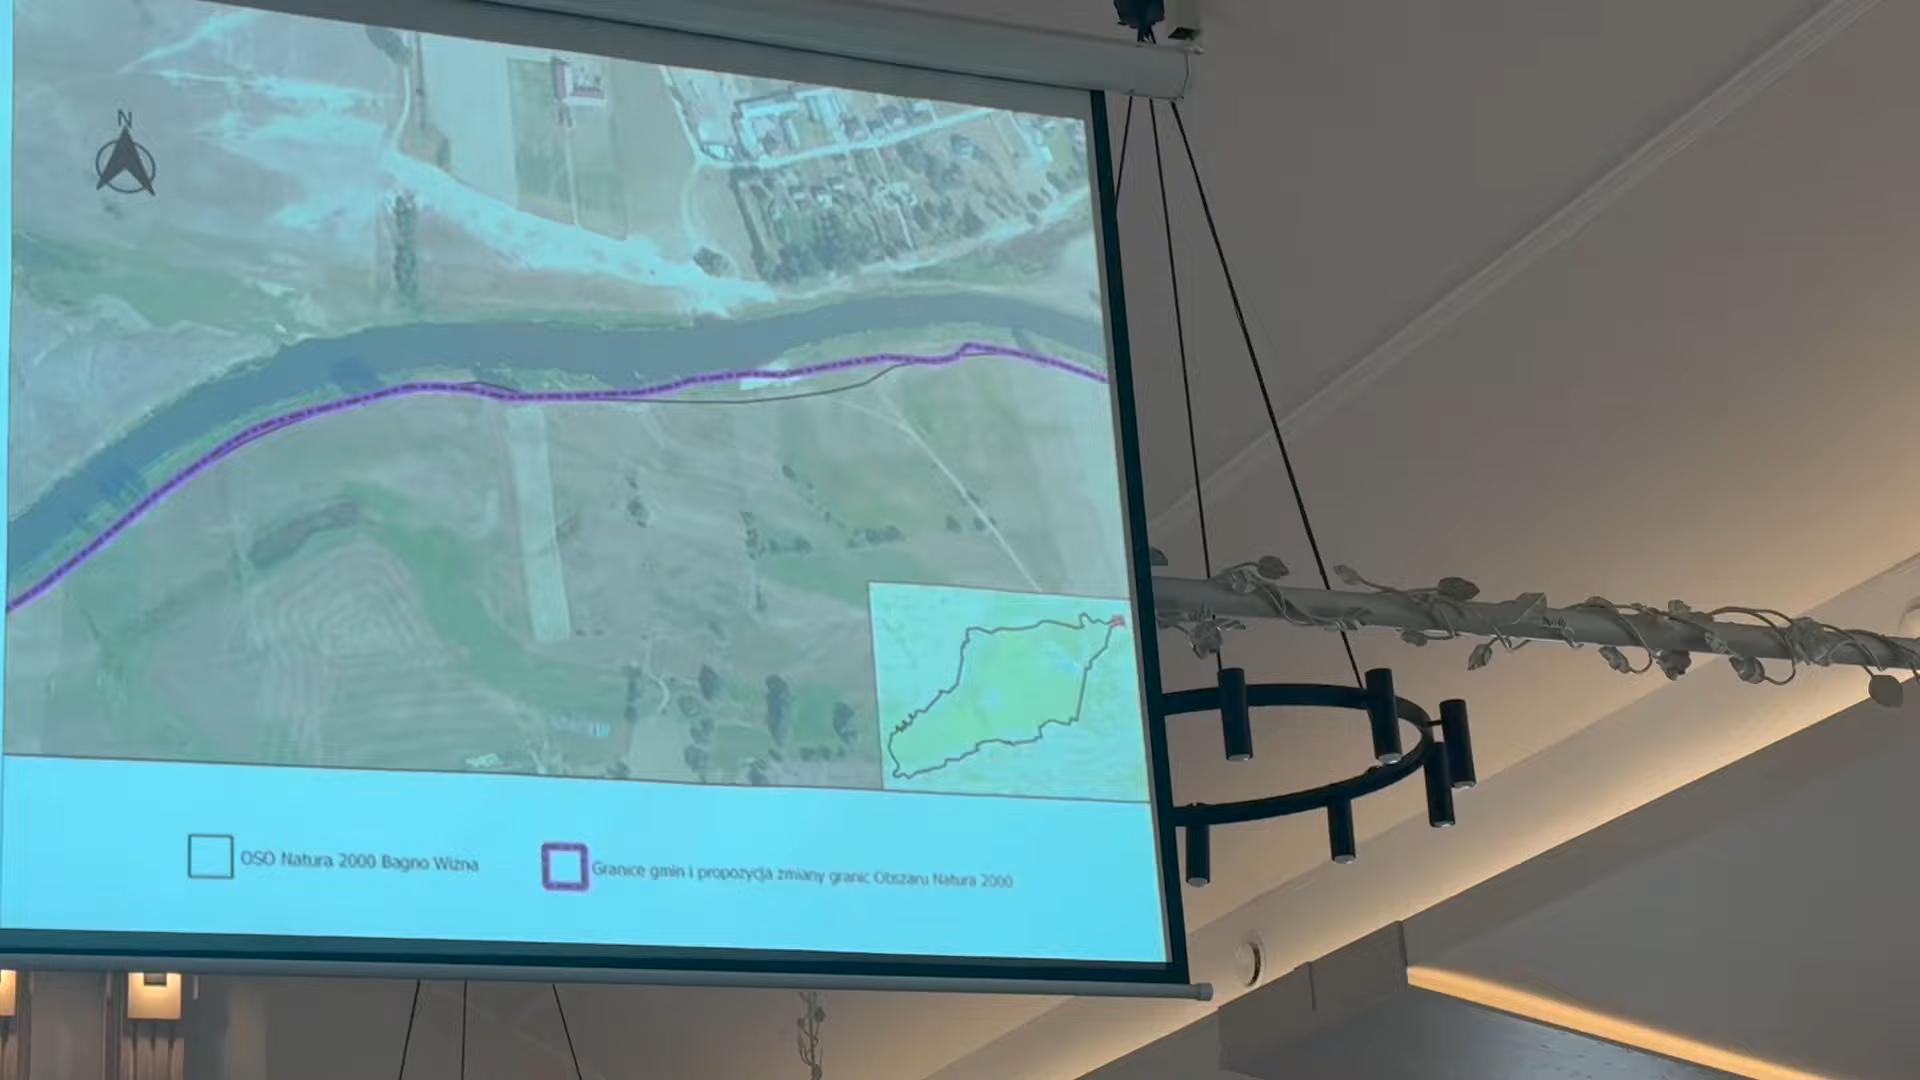 N
OSO Natura 2000 Bagno Wizna
Granice gmin i propozycja zmiany granic Obszaru Natura 2000